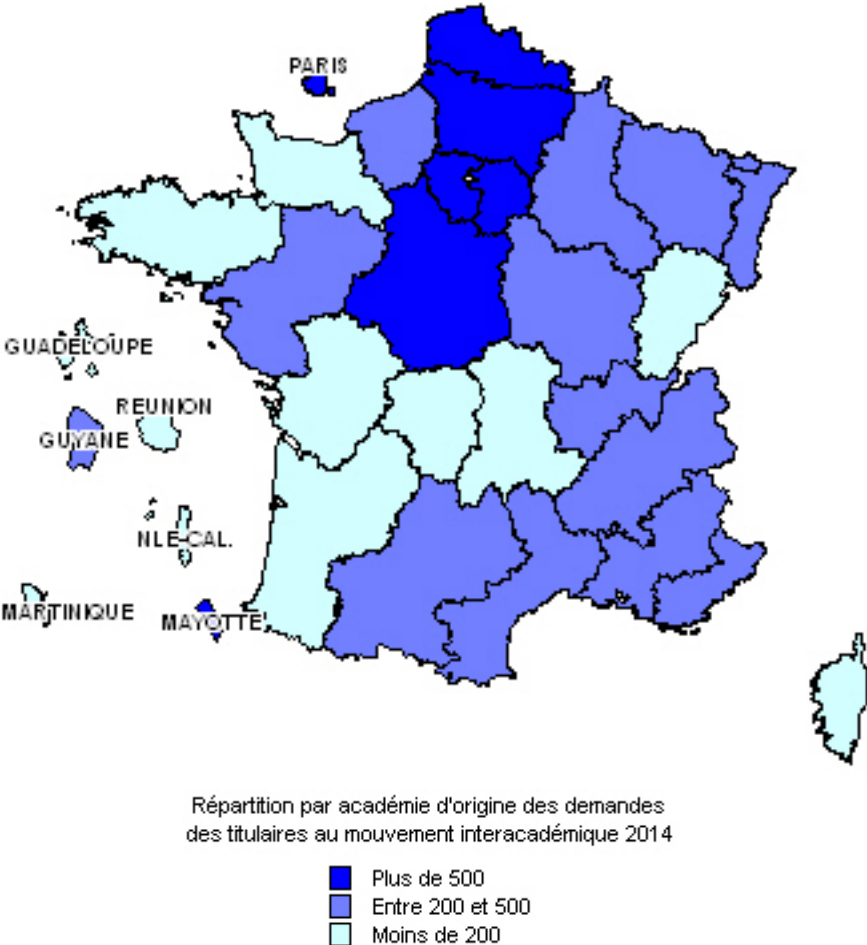 PARIS
GUADELOUPE
REUNION
GUYANE
NLE-CAL.
MARTINIQUE
MAYOTTE
Répartition par académie d'origine des demandes
des titulaires au mouvement interacadémique 2014
Plus de 500
Entre 200 et 500
Moins de 200